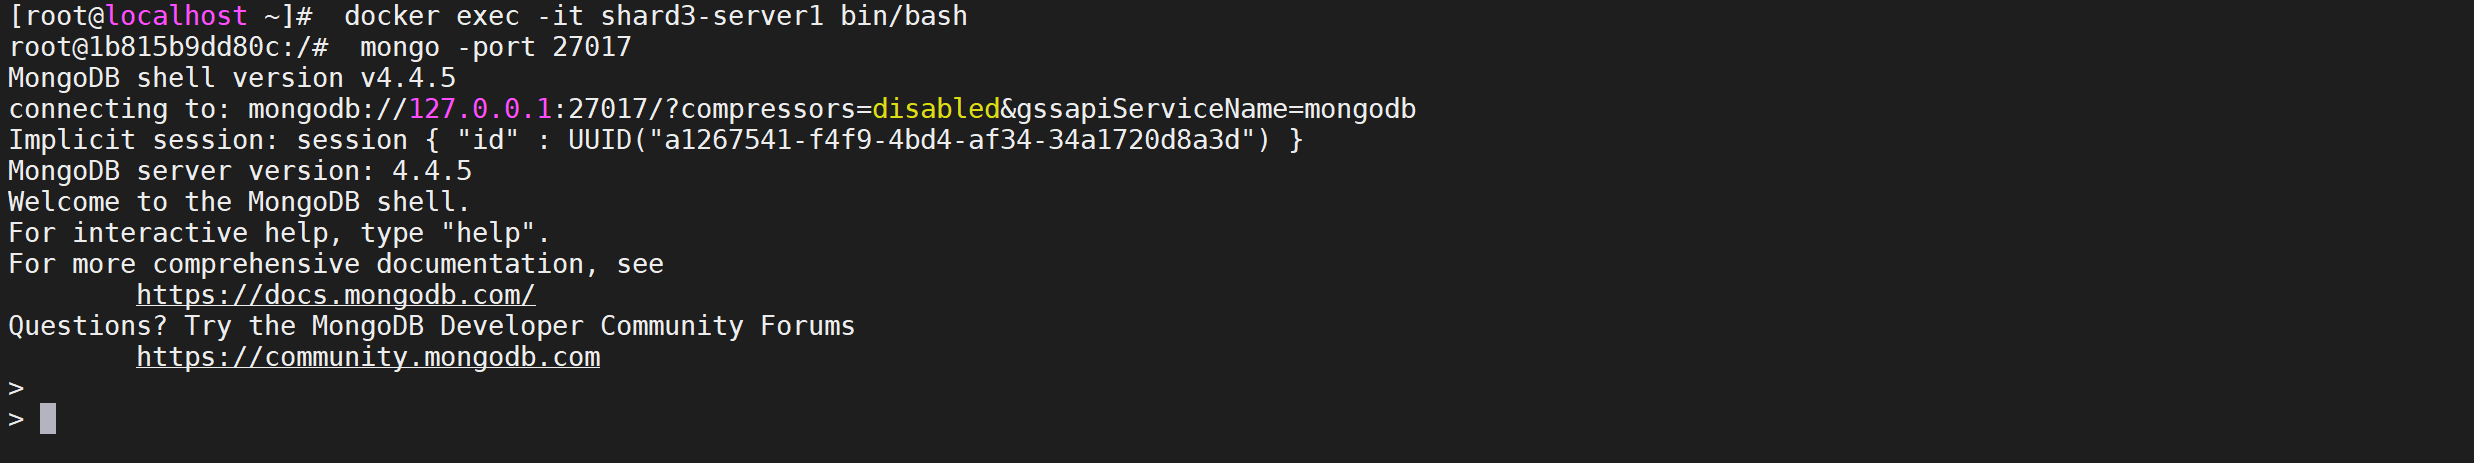 [root@localhost ~]#  docker exec -it shard3-server1 bin/bash
root@1b815b9dd80c:/#  mongo -port 27017
MongoDB shell version v4.4.5
connecting to: mongodb://127.0.0.1:27017/?compressors=disabled&gssapiServiceName=mongodb
Implicit session: session { "id" : UUID("a1267541-f4f9-4bd4-af34-34a1720d8a3d") }
MongoDB server version: 4.4.5
Welcome to the MongoDB shell.
For interactive help, type "help".
For more comprehensive documentation, see
        https://docs.mongodb.com/
Questions? Try the MongoDB Developer Community Forums
        https://community.mongodb.com
>
>